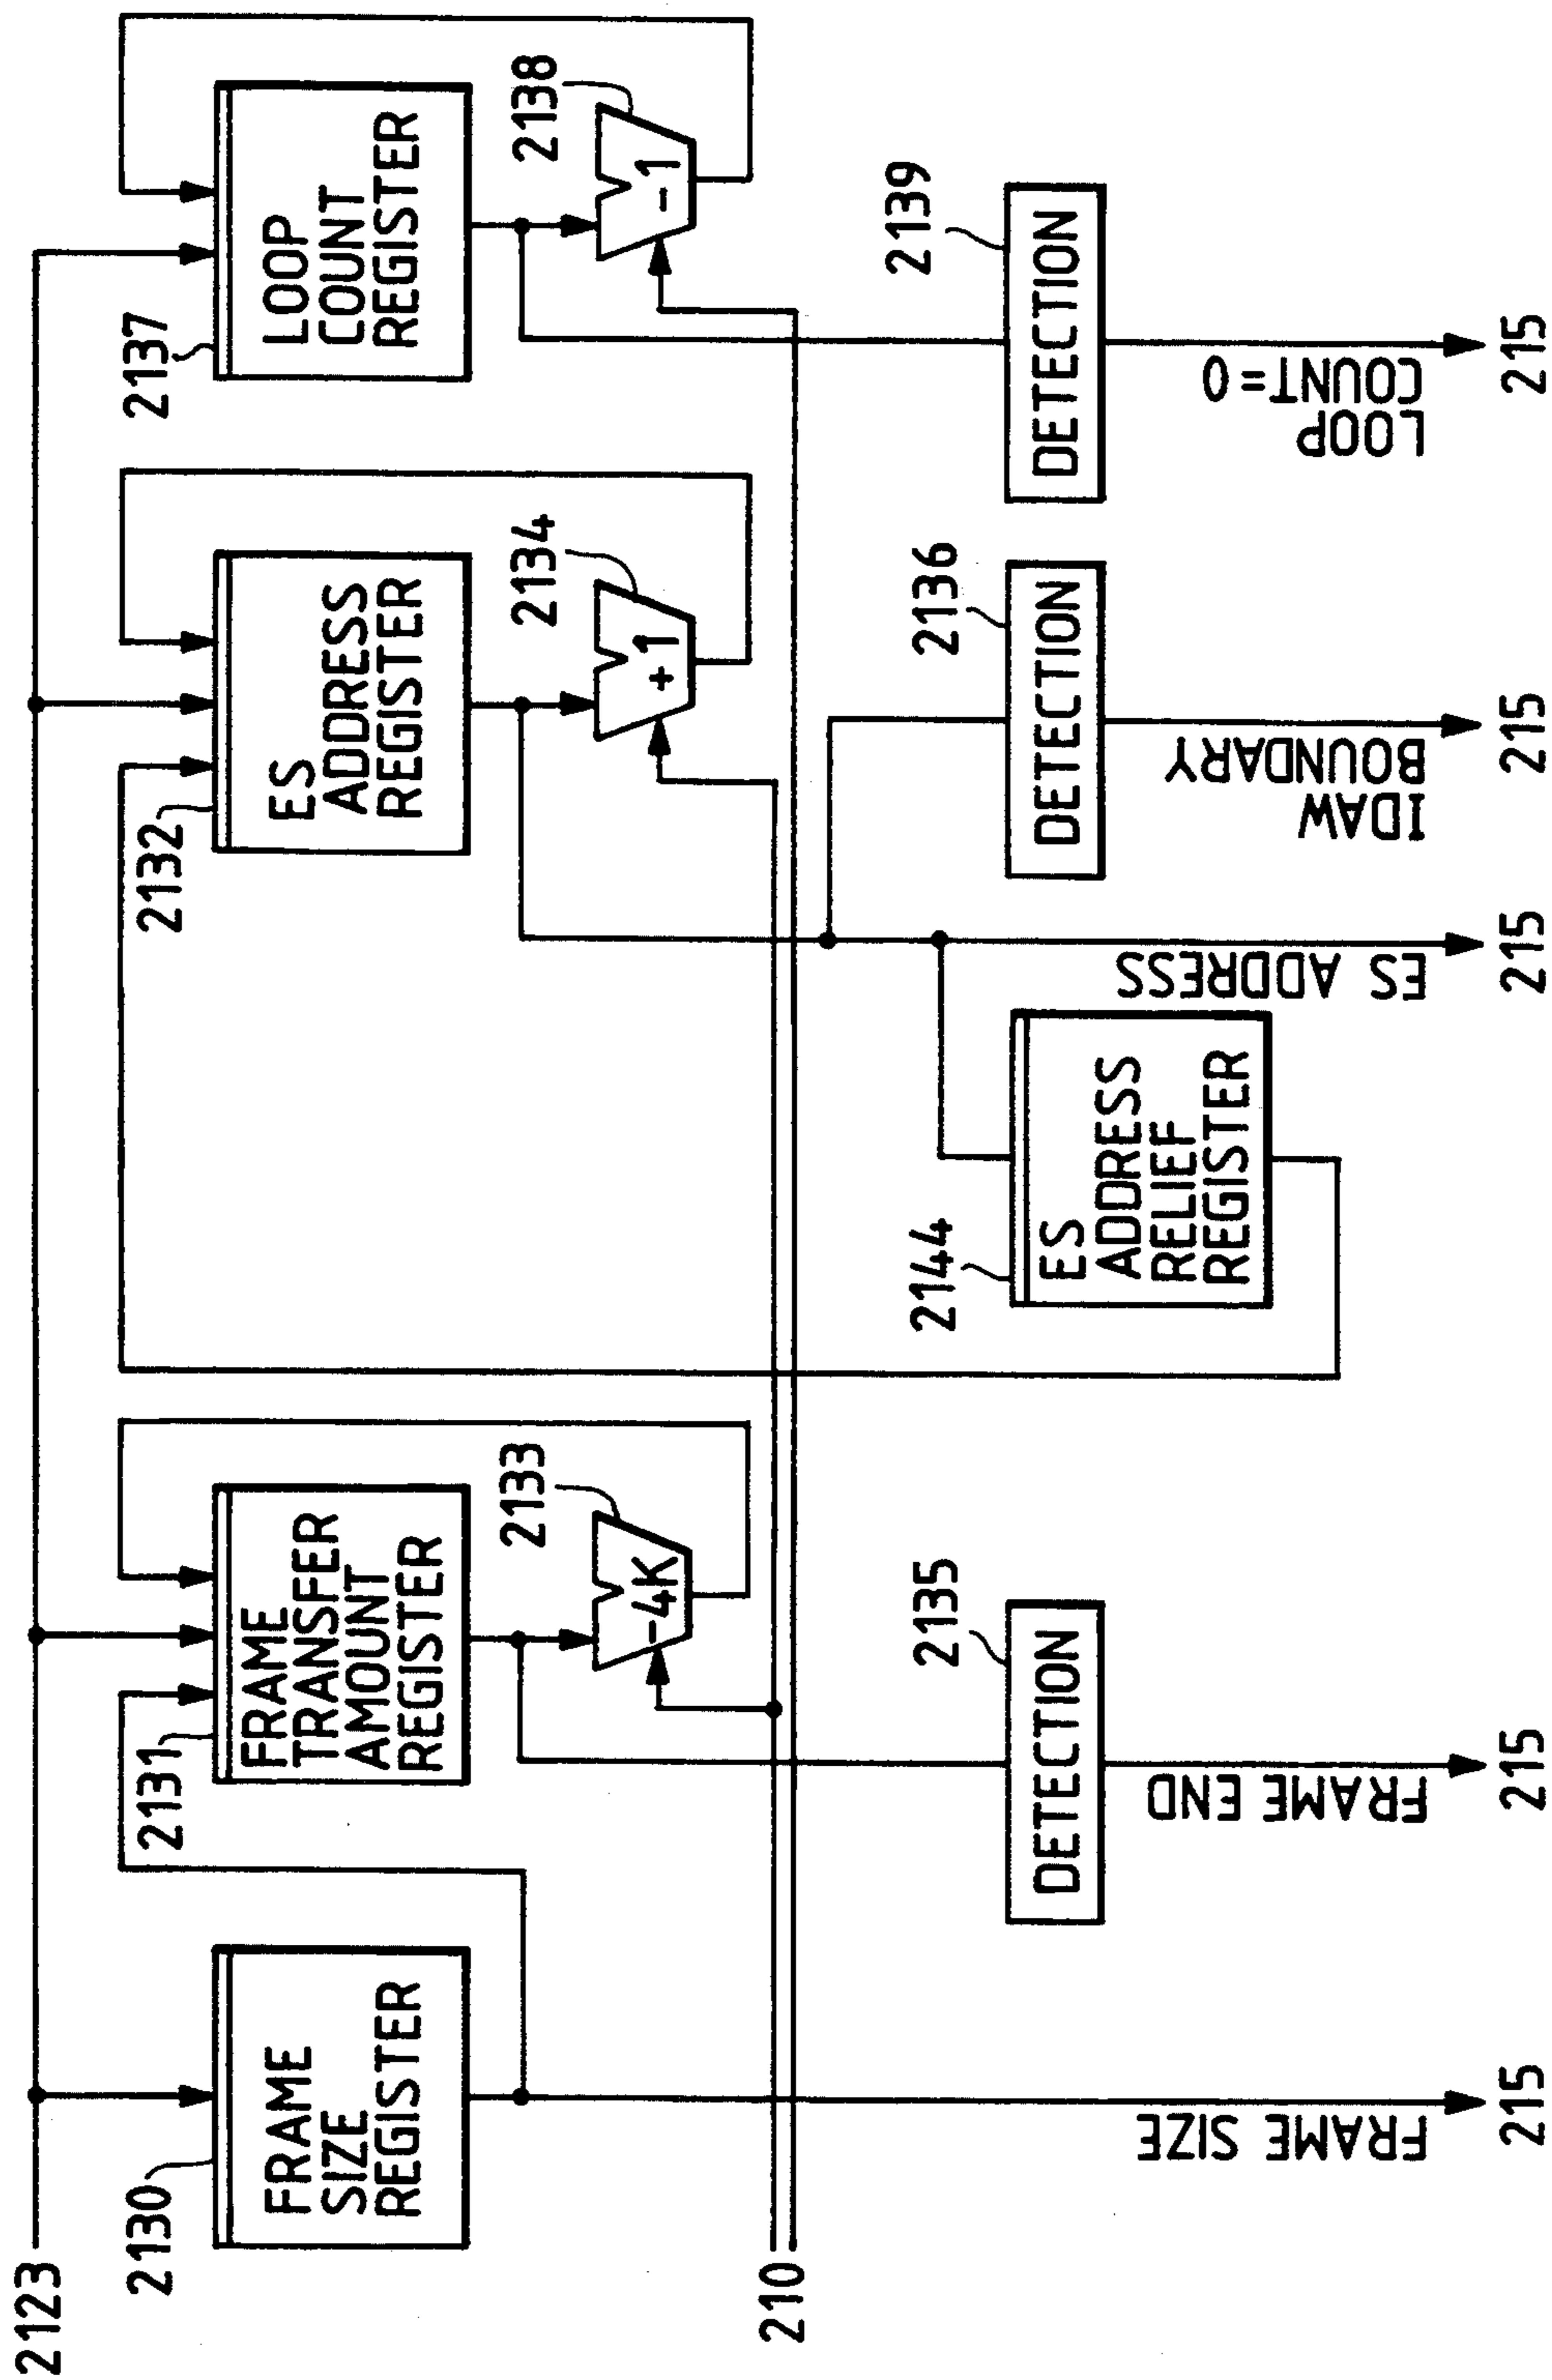 2123
2130
FRAME
SIZE
REGISTER
2131
FRAME
TRANSFER
AMOUNT
REGISTER
2132
ES
ADDRESS
REGISTER
2137
LOOP
COUNT
REGISTER
2133
-4K
2134
+1
2138
-1
210
2135
DETECTION
2144
ES
ADDRESS
RELIEF
REGISTER
2136
DETECTION
2139
DETECTION
FRAME SIZE
215
FRAME END
215
ES ADDRESS
215
IDAW
BOUNDARY
215
LOOP
COUNT=0
215